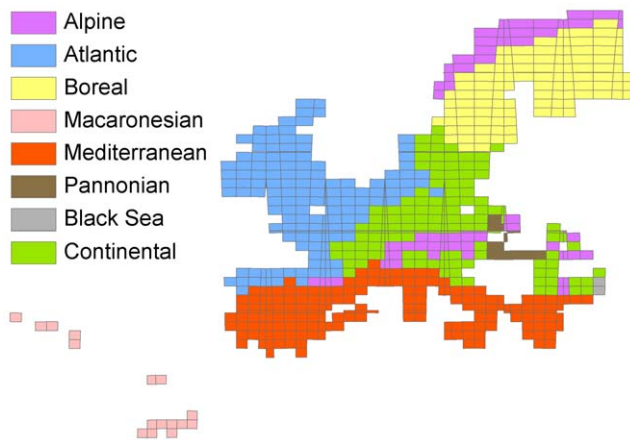 Alpine
Atlantic
Boreal
Macaronesian
Mediterranean
Pannonian
Black Sea
Continental